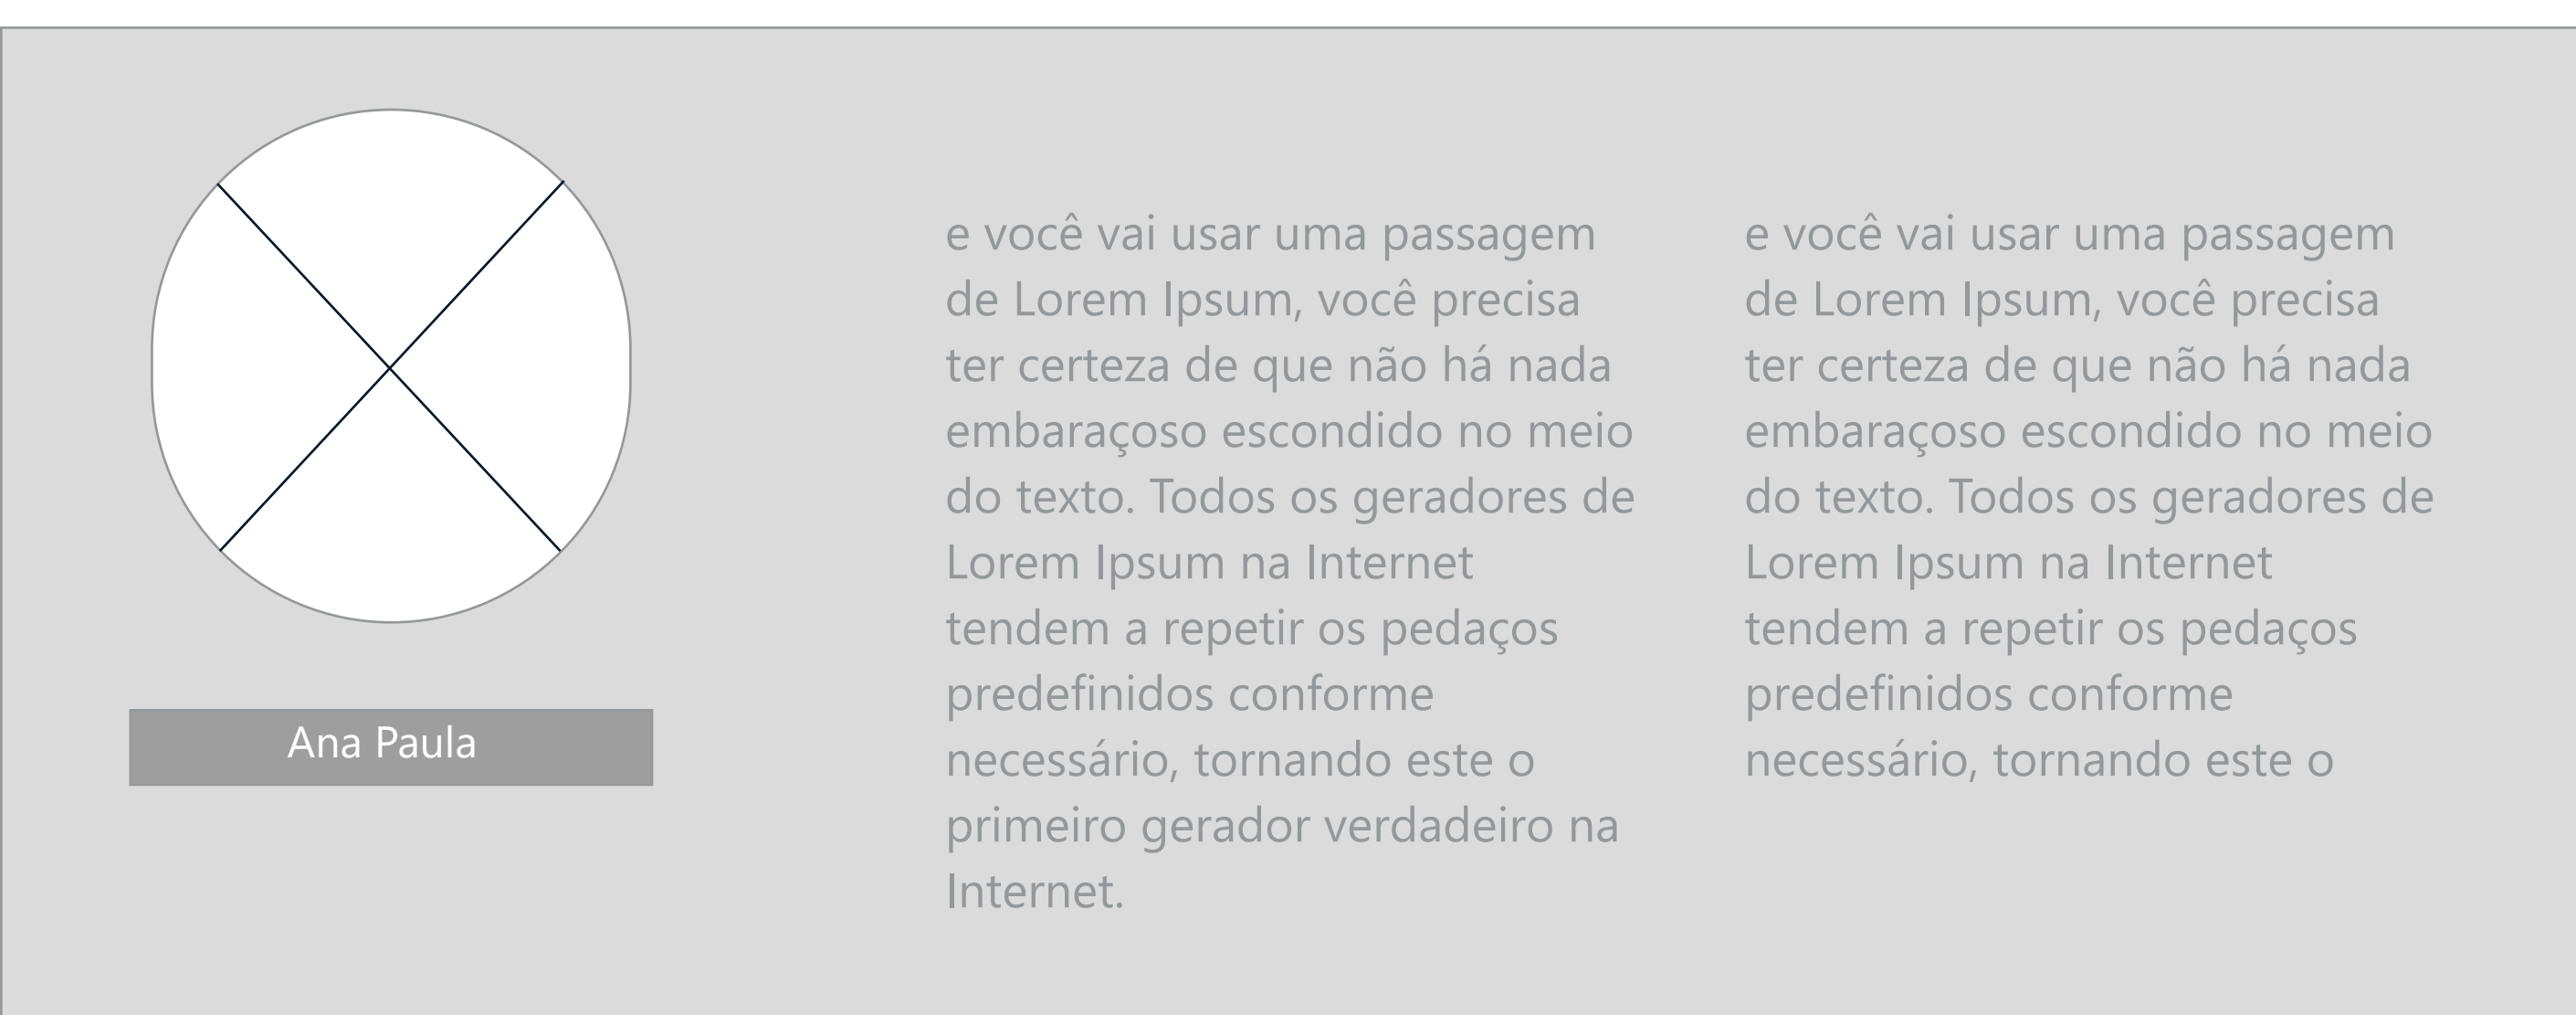 Ana Paula
e você vai usar uma passagem
de Lorem Ipsum, você precisa
ter certeza de que não há nada
embaraçoso escondido no meio
do texto. Todos os geradores de
Lorem Ipsum na Internet
tendem a repetir os pedaços
predefinidos conforme
necessário, tornando este o
primeiro gerador verdadeiro na
Internet.
e você vai usar uma passagem
de Lorem Ipsum, você precisa
ter certeza de que não há nada
embaraçoso escondido no meio
do texto. Todos os geradores de
Lorem Ipsum na Internet
tendem a repetir os pedaços
predefinidos conforme
necessário, tornando este o